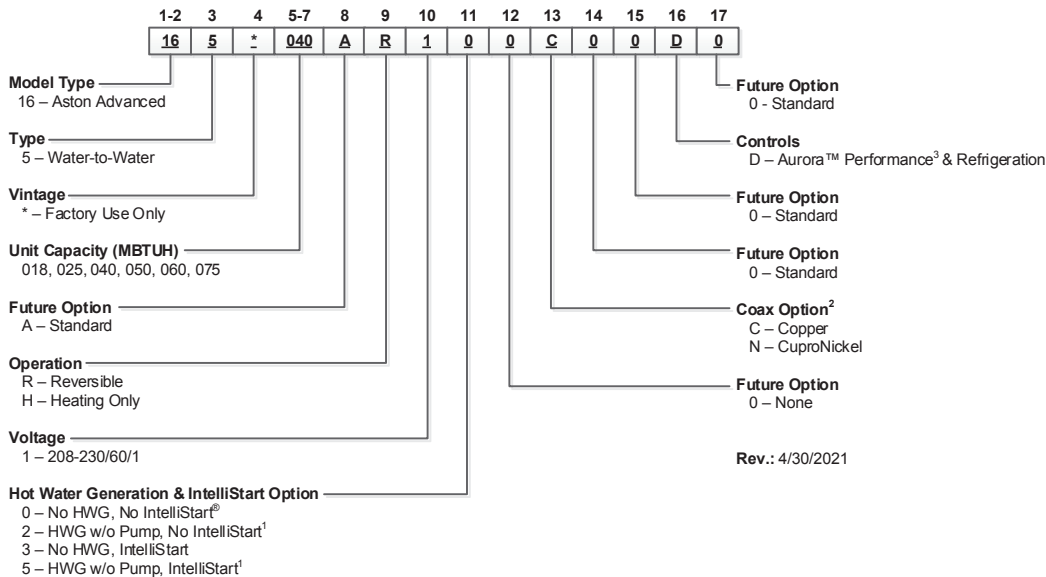 1-2 3 4 5-7 8 9 10 11 12 13 14 15 16 17
16 5 * 040 A R 1 0 0 C 0 0 D 0
Model Type
16 – Aston Advanced
Type
5 – Water-to-Water
Vintage
* – Factory Use Only
Unit Capacity (MBTUH)
018, 025, 040, 050, 060, 075
Future Option
A – Standard
Operation
R – Reversible
H – Heating Only
Voltage
1 – 208-230/60/1
Hot Water Generation & IntelliStart Option
0 – No HWG, No IntelliStart®
2 – HWG w/o Pump, No IntelliStart¹
3 – No HWG, IntelliStart
5 – HWG w/o Pump, IntelliStart¹
Future Option
0 - Standard
Controls
D – Aurora™ Performance³ & Refrigeration
Future Option
0 – Standard
Future Option
0 – Standard
Coax Option²
C – Copper
N – CuproNickel
Future Option
0 – None
Rev.: 4/30/2021